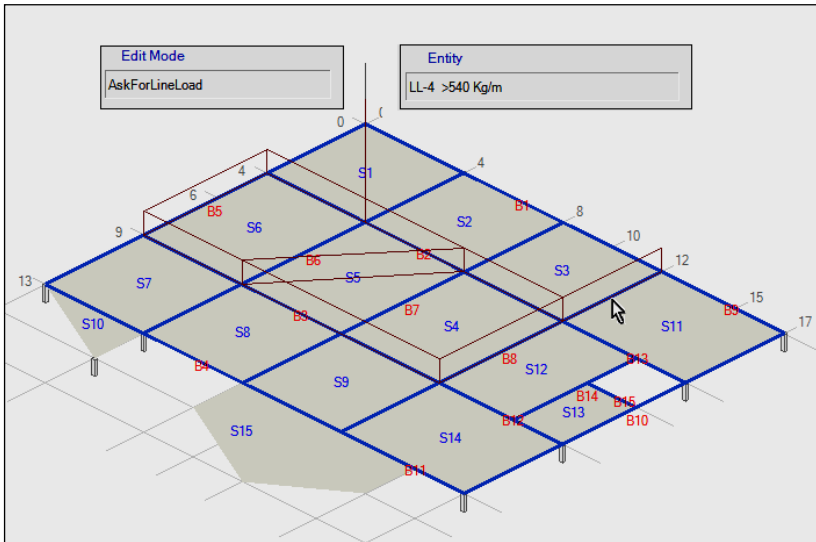 Edit Mode
Entity
AskForLineLoad
LL-4 >540 Kg/m
0
4
4
6
8
9
10
12
13
15
17
S1
B5
B1
S6
S2
B6
B2
S3
S7
S5
S10
B3
B7
B9
S11
S8
S4
B4
B8
B13
S9
S12
B14
B15
S13
B10
S15
S14
B11